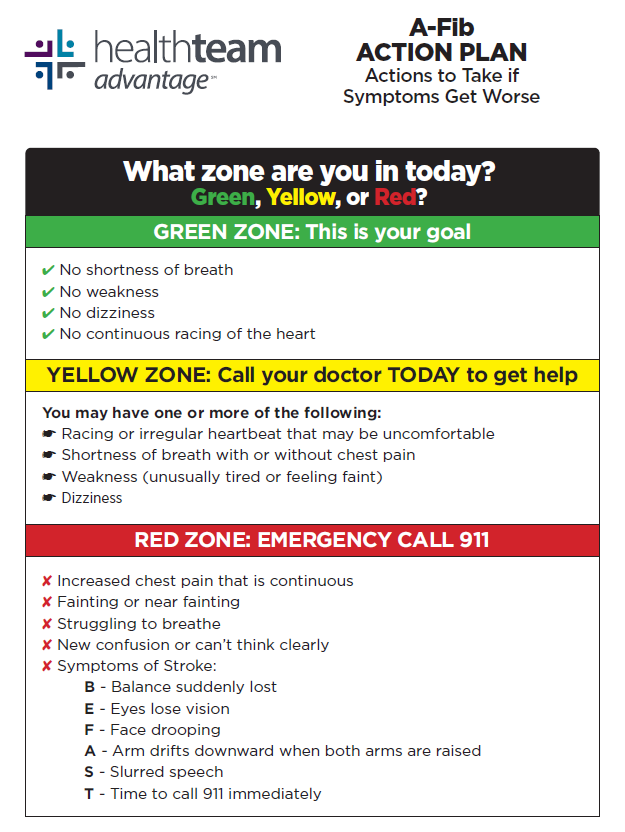 healthteam
advantage℠
A-Fib
ACTION PLAN
Actions to Take if
Symptoms Get Worse
What zone are you in today?
Green, Yellow, or Red?
GREEN ZONE: This is your goal
✔ No shortness of breath
✔ No weakness
✔ No dizziness
✔ No continuous racing of the heart
YELLOW ZONE: Call your doctor TODAY to get help
You may have one or more of the following:
☛ Racing or irregular heartbeat that may be uncomfortable
☛ Shortness of breath with or without chest pain
☛ Weakness (unusually tired or feeling faint)
☛ Dizziness
RED ZONE: EMERGENCY CALL 911
✘ Increased chest pain that is continuous
✘ Fainting or near fainting
✘ Struggling to breathe
✘ New confusion or can't think clearly
✘ Symptoms of Stroke:
B - Balance suddenly lost
E - Eyes lose vision
F - Face drooping
A - Arm drifts downward when both arms are raised
S - Slurred speech
T - Time to call 911 immediately